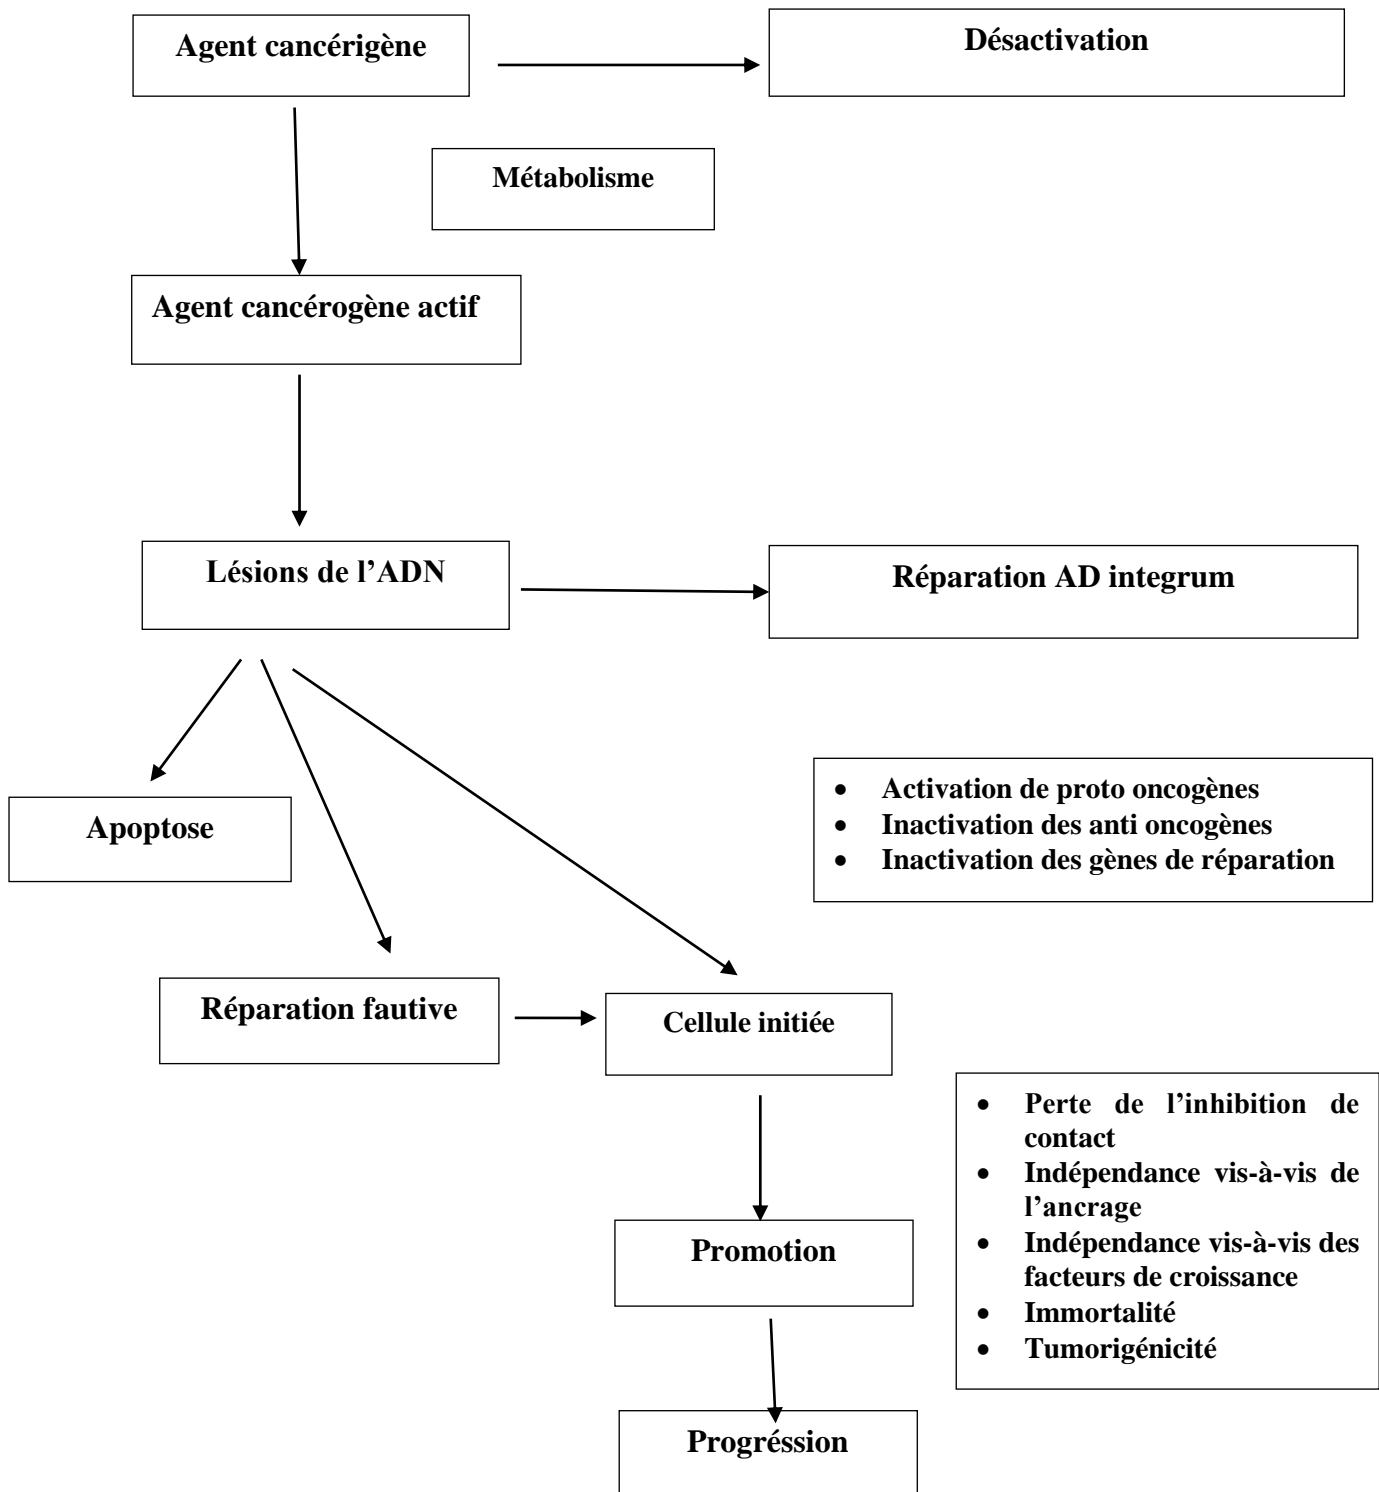 Agent cancérigène
Désactivation
Métabolisme
Agent cancérogène actif
Lésions de l’ADN
Réparation AD integrum
Apoptose
• Activation de proto oncogènes
• Inactivation des anti oncogènes
• Inactivation des gènes de réparation
Réparation fautive
Cellule initiée
• Perte de l’inhibition de
contact
• Indépendance vis-à-vis de
l’ancrage
• Indépendance vis-à-vis des
facteurs de croissance
• Immortalité
• Tumorigénicité
Promotion
Progréssion